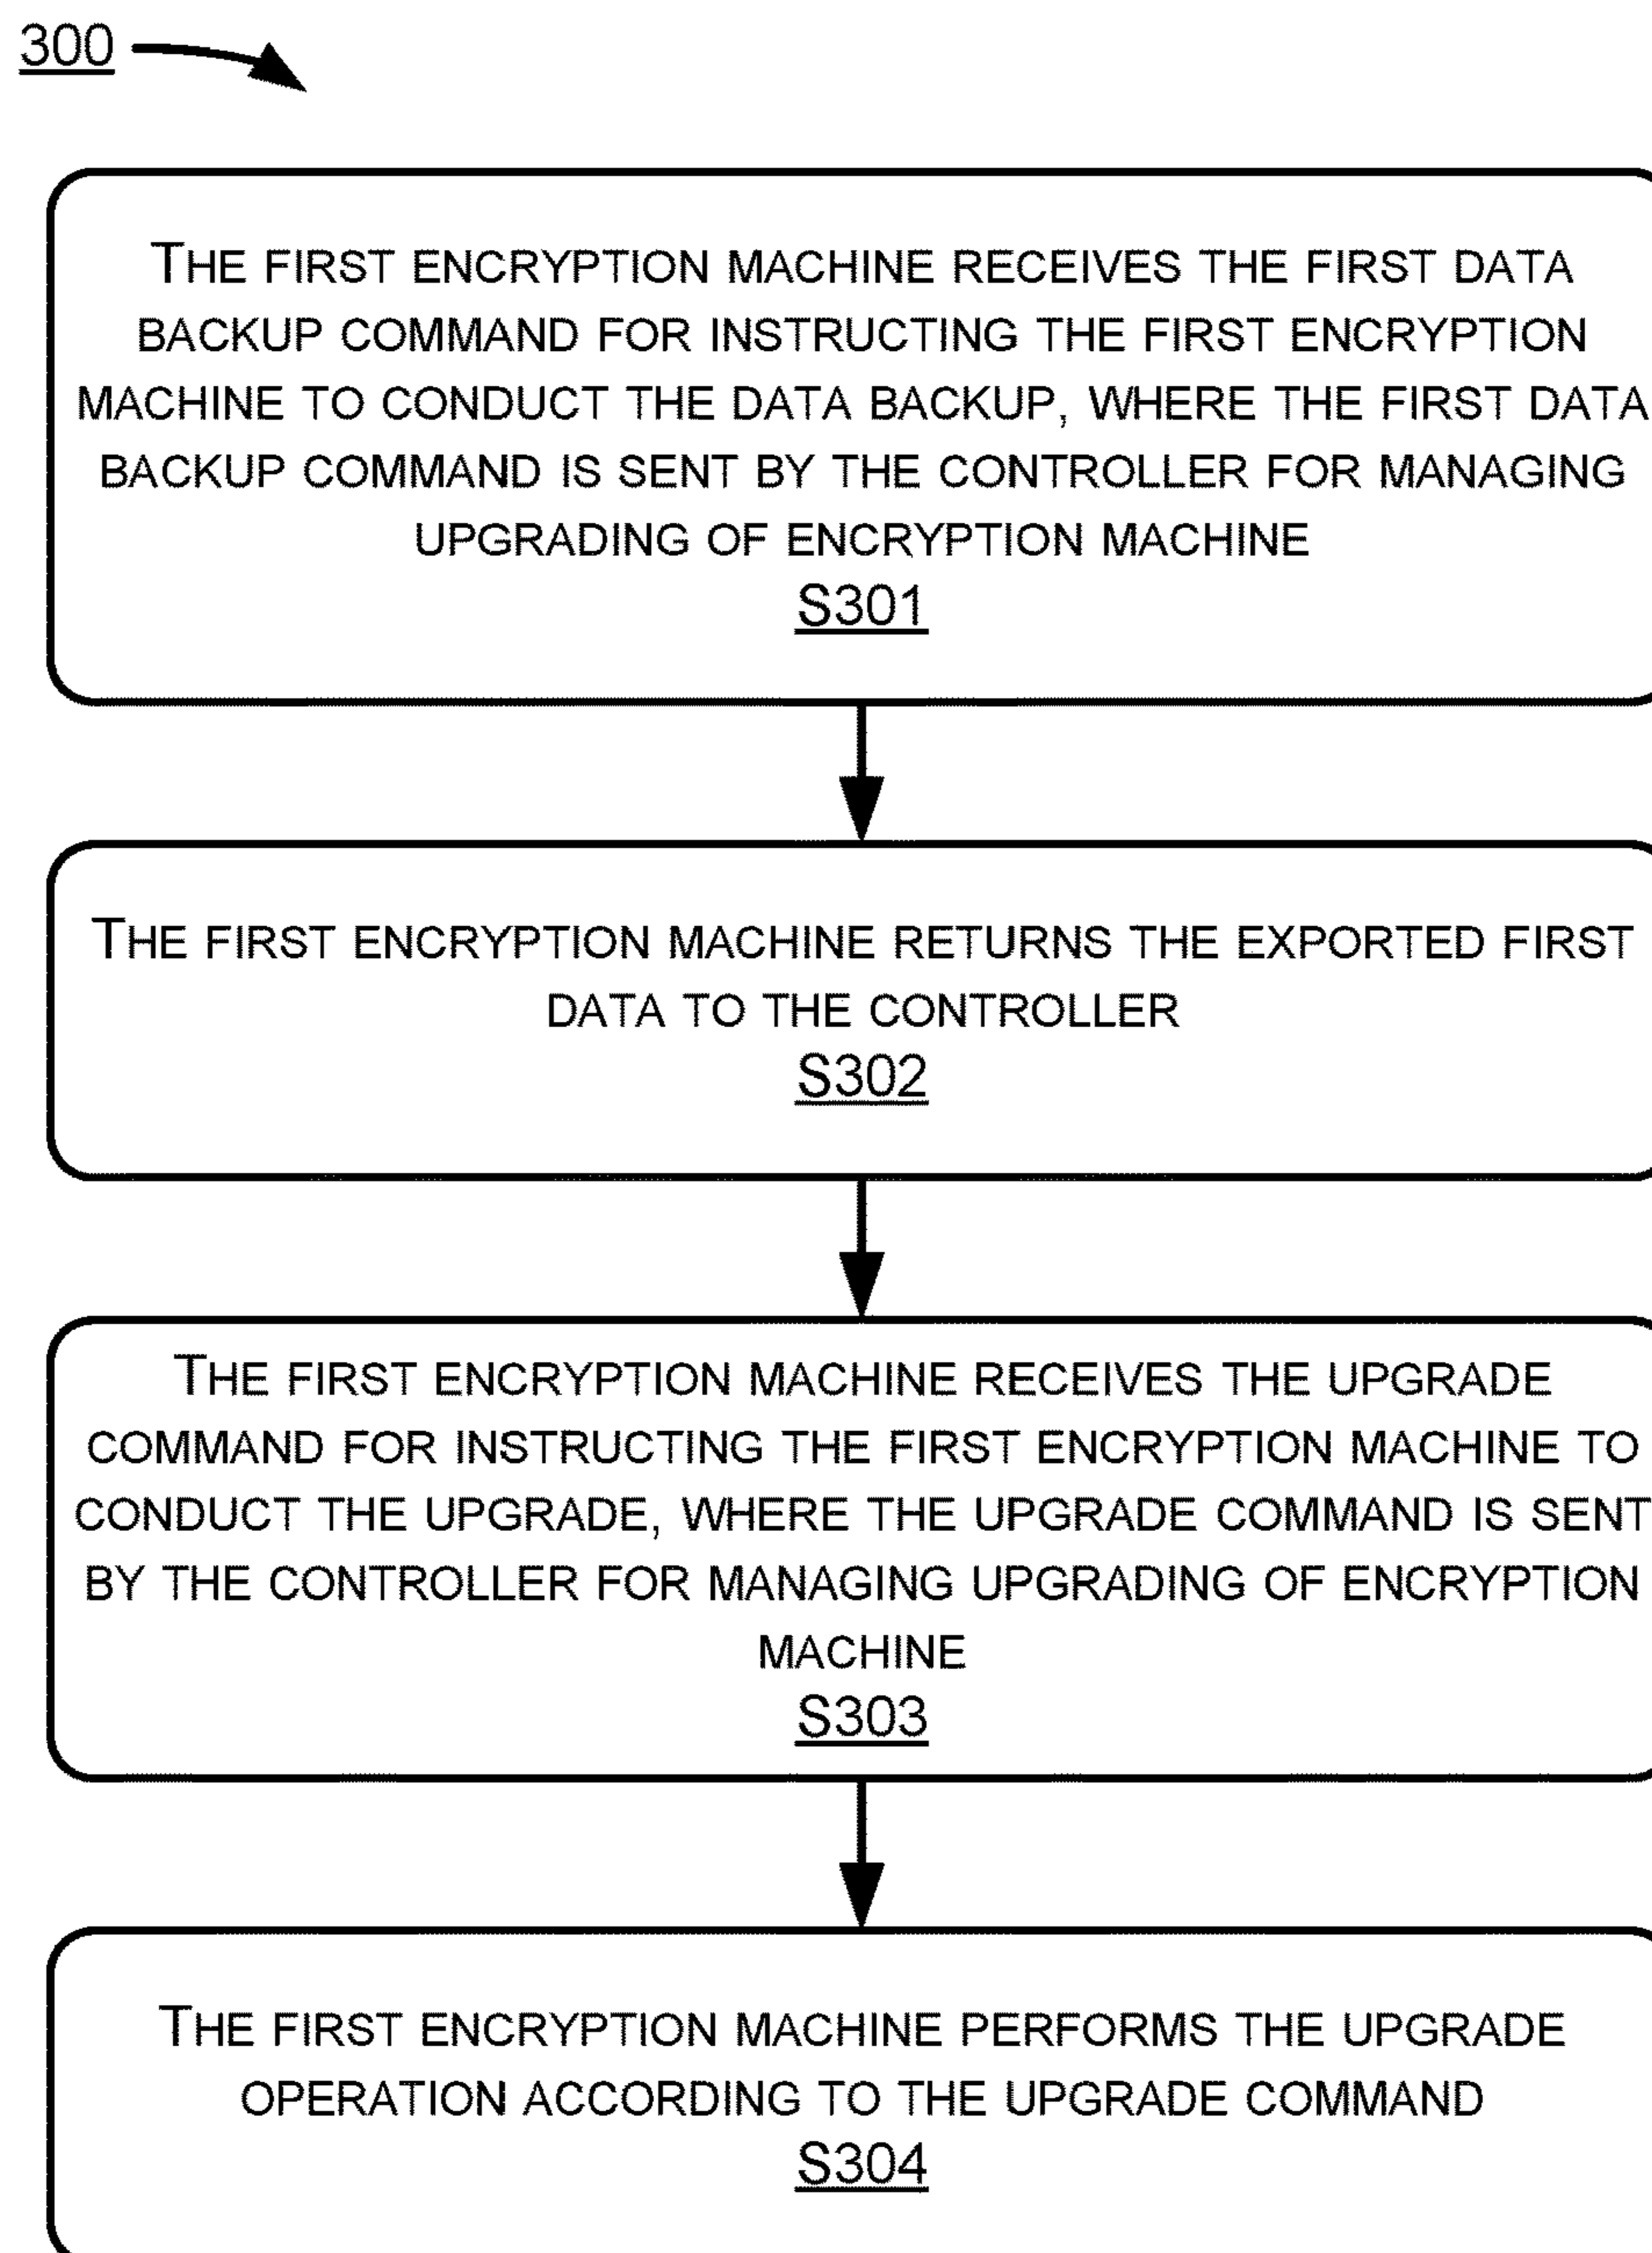 300
THE FIRST ENCRYPTION MACHINE RECEIVES THE FIRST DATA
BACKUP COMMAND FOR INSTRUCTING THE FIRST ENCRYPTION
MACHINE TO CONDUCT THE DATA BACKUP, WHERE THE FIRST DATA
BACKUP COMMAND IS SENT BY THE CONTROLLER FOR MANAGING
UPGRADING OF ENCRYPTION MACHINE
S301
THE FIRST ENCRYPTION MACHINE RETURNS THE EXPORTED FIRST
DATA TO THE CONTROLLER
S302
THE FIRST ENCRYPTION MACHINE RECEIVES THE UPGRADE
COMMAND FOR INSTRUCTING THE FIRST ENCRYPTION MACHINE TO
CONDUCT THE UPGRADE, WHERE THE UPGRADE COMMAND IS SENT
BY THE CONTROLLER FOR MANAGING UPGRADING OF ENCRYPTION
MACHINE
S303
THE FIRST ENCRYPTION MACHINE PERFORMS THE UPGRADE
OPERATION ACCORDING TO THE UPGRADE COMMAND
S304